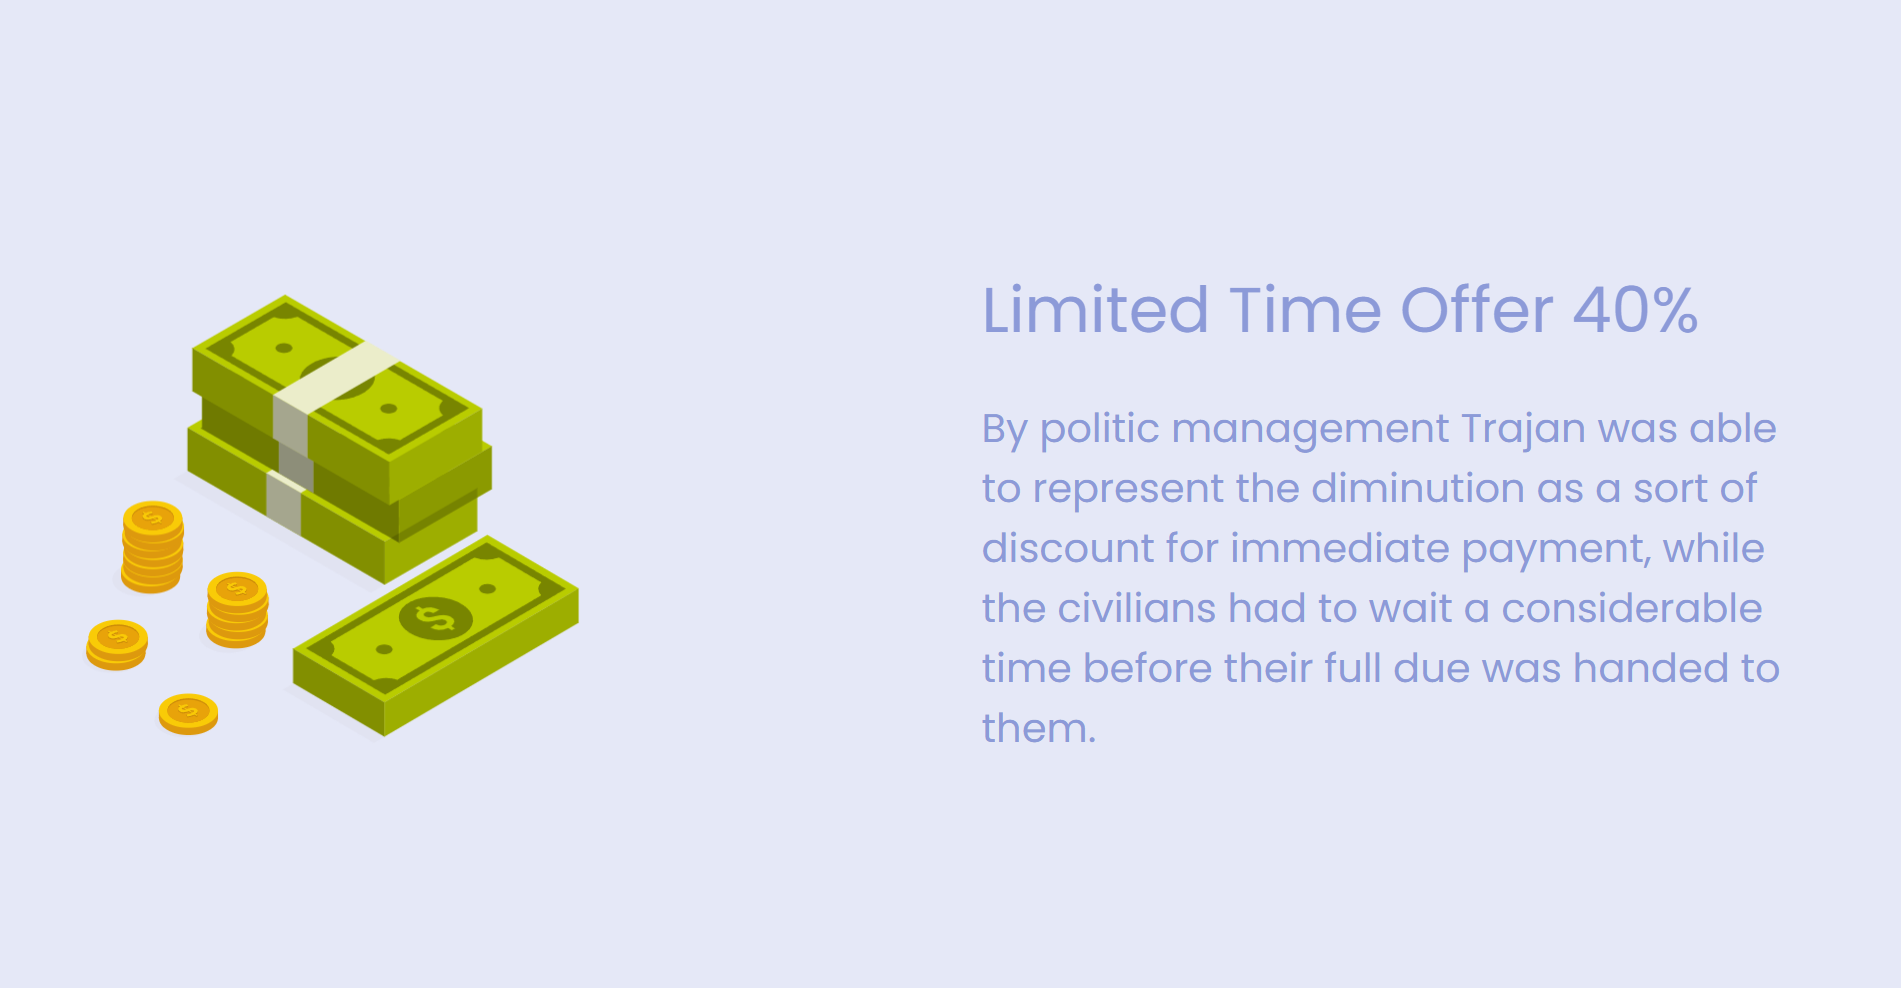 Limited Time Offer 40%
By politic management Trajan was able
to represent the diminution as a sort of
discount for immediate payment, while
the civilians had to wait a considerable
time before their full due was handed to
them.